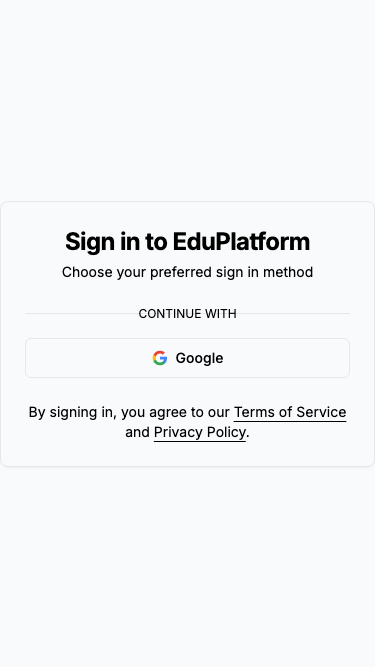 Sign in to EduPlatform
Choose your preferred sign in method
CONTINUE WITH
Google
By signing in, you agree to our Terms of Service
and Privacy Policy.